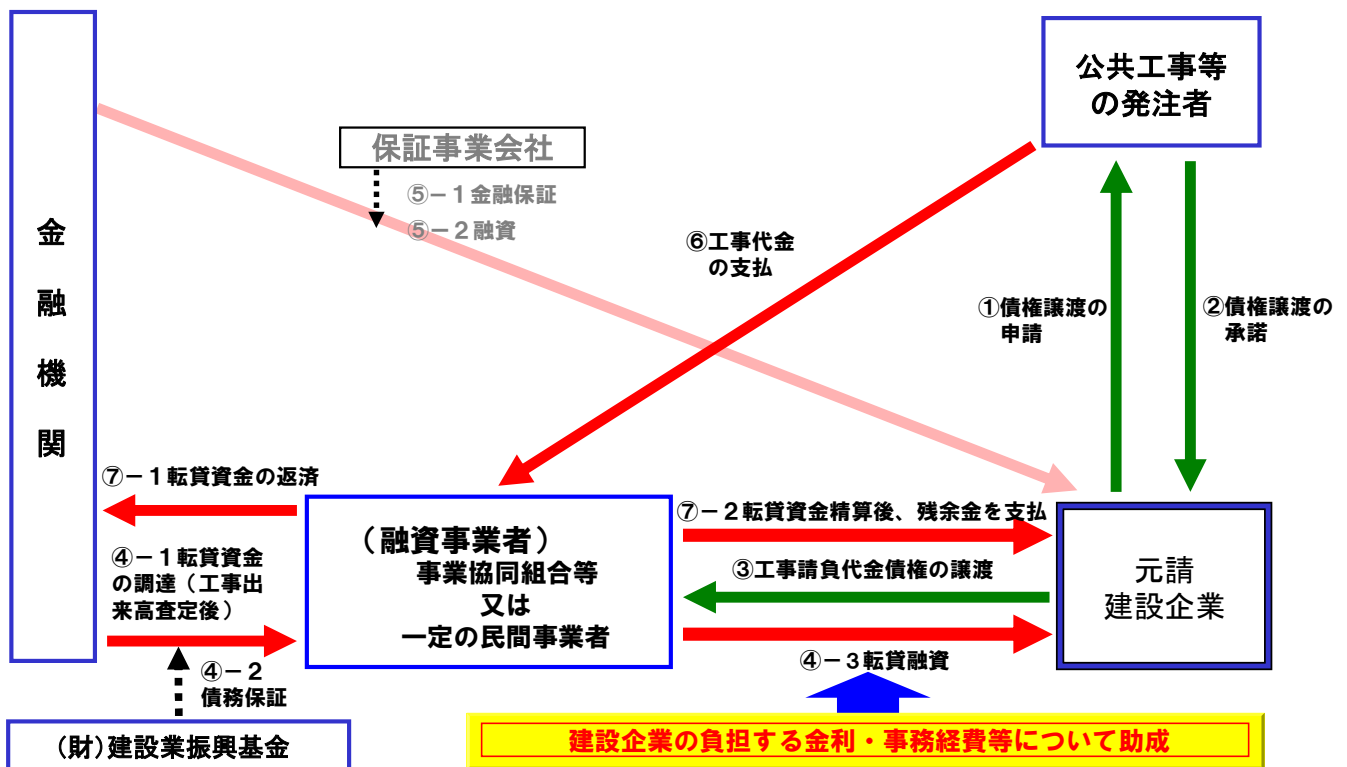 公共工事等
の発注者
保証事業会社
⑤－１金融保証
⑤－２融資
金
融
機
関
⑥工事代金
の支払
①債権譲渡の
申請
②債権譲渡の
承諾
⑦－１転貸資金の返済
⑦－２転貸資金精算後、残余金を支払
（融資事業者）
事業協同組合等
又は
一定の民間事業者
④－１転貸資金
の調達（工事出
来高査定後）
③工事請負代金債権の譲渡
元請
建設企業
④－３転貸融資
④－２
債務保証
(財)建設業振興基金
建設企業の負担する金利・事務経費等について助成